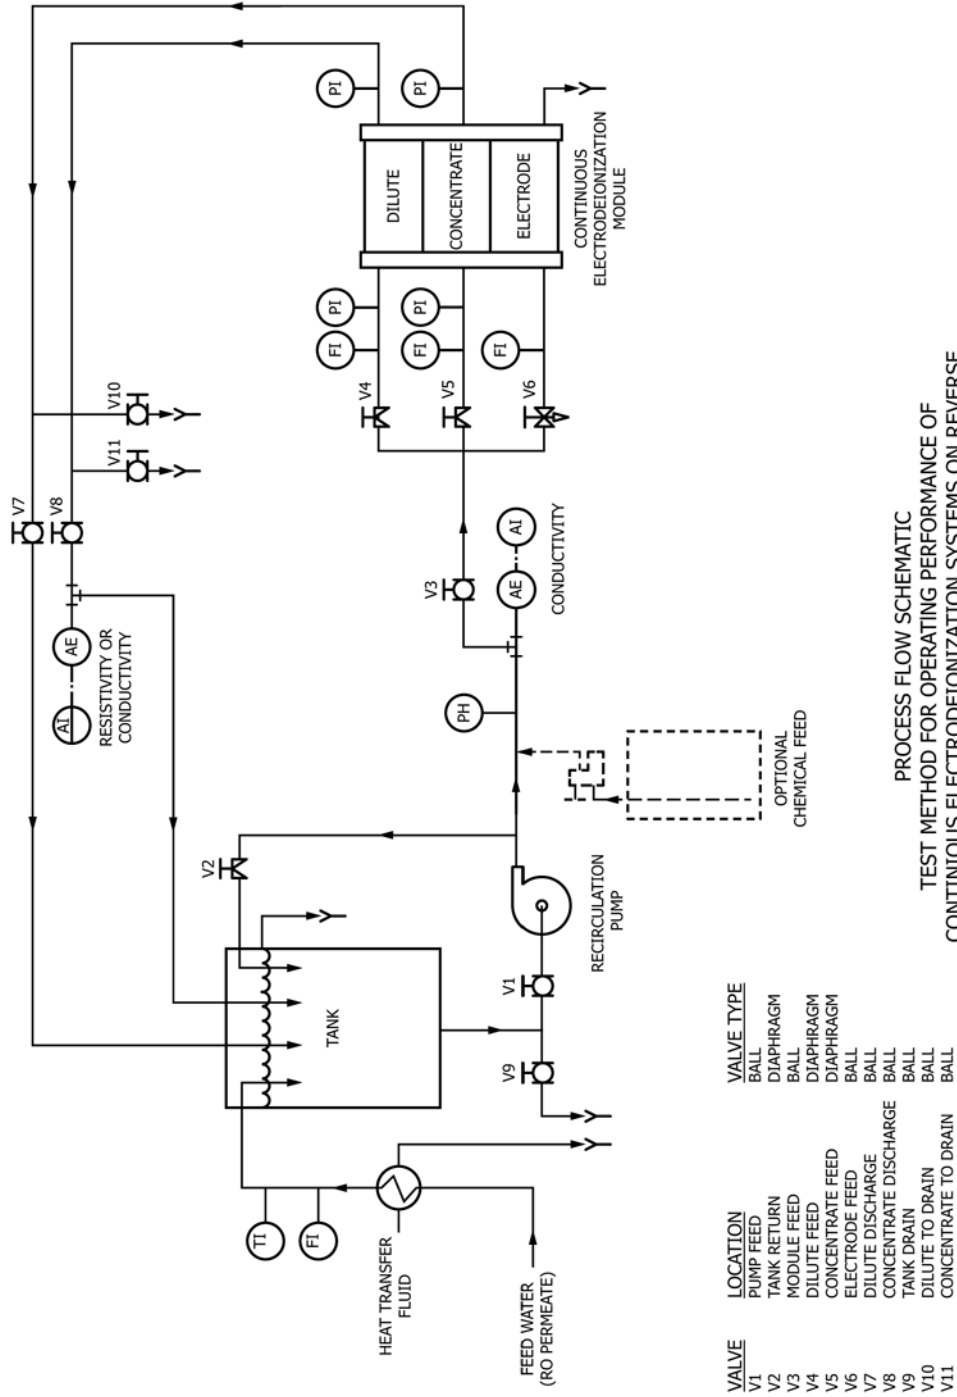 V7
V8
V10
V11
PI
PI
AI
AE
RESISTIVITY OR
CONDUCTIVITY
DILUTE
CONCENTRATE
ELECTRODE
CONTINUOUS
ELECTRODEIONIZATION
MODULE
FI
PI
FI
PI
FI
V4
V5
V6
V3
AE
AI
CONDUCTIVITY
PH
V2
TANK
RECIRCULATION
PUMP
OPTIONAL
CHEMICAL FEED
V1
V9
TI
FI
HEAT TRANSFER
FLUID
FEED WATER
(RO PERMEATE)
VALVE LOCATION VALVE TYPE
V1 PUMP FEED BALL
V2 TANK RETURN DIAPHRAGM
V3 MODULE FEED BALL
V4 DILUTE FEED DIAPHRAGM
V5 CONCENTRATE FEED DIAPHRAGM
V6 ELECTRODE FEED BALL
V7 DILUTE DISCHARGE BALL
V8 CONCENTRATE DISCHARGE BALL
V9 TANK DRAIN BALL
V10 DILUTE TO DRAIN BALL
V11 CONCENTRATE TO DRAIN BALL
PROCESS FLOW SCHEMATIC
TEST METHOD FOR OPERATING PERFORMANCE OF
CONTINUOUS ELECTRODEIONIZATION SYSTEMS ON REVERSE